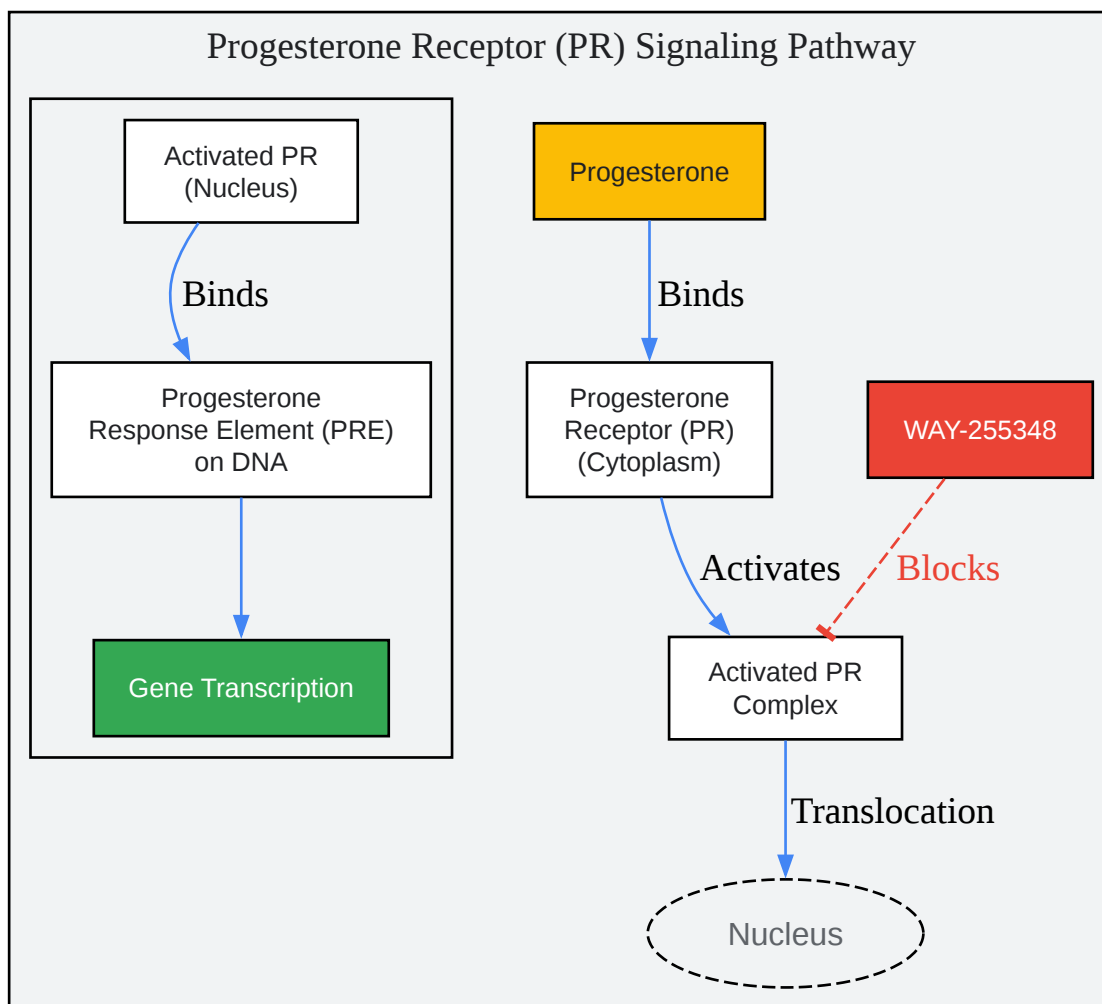 Progesterone Receptor (PR) Signaling Pathway
Activated PR
(Nucleus)
Binds
Progesterone
Response Element (PRE)
on DNA
Gene Transcription
Progesterone
Binds
Progesterone
Receptor (PR)
(Cytoplasm)
WAY-255348
Activates
Blocks
Activated PR
Complex
Translocation
Nucleus